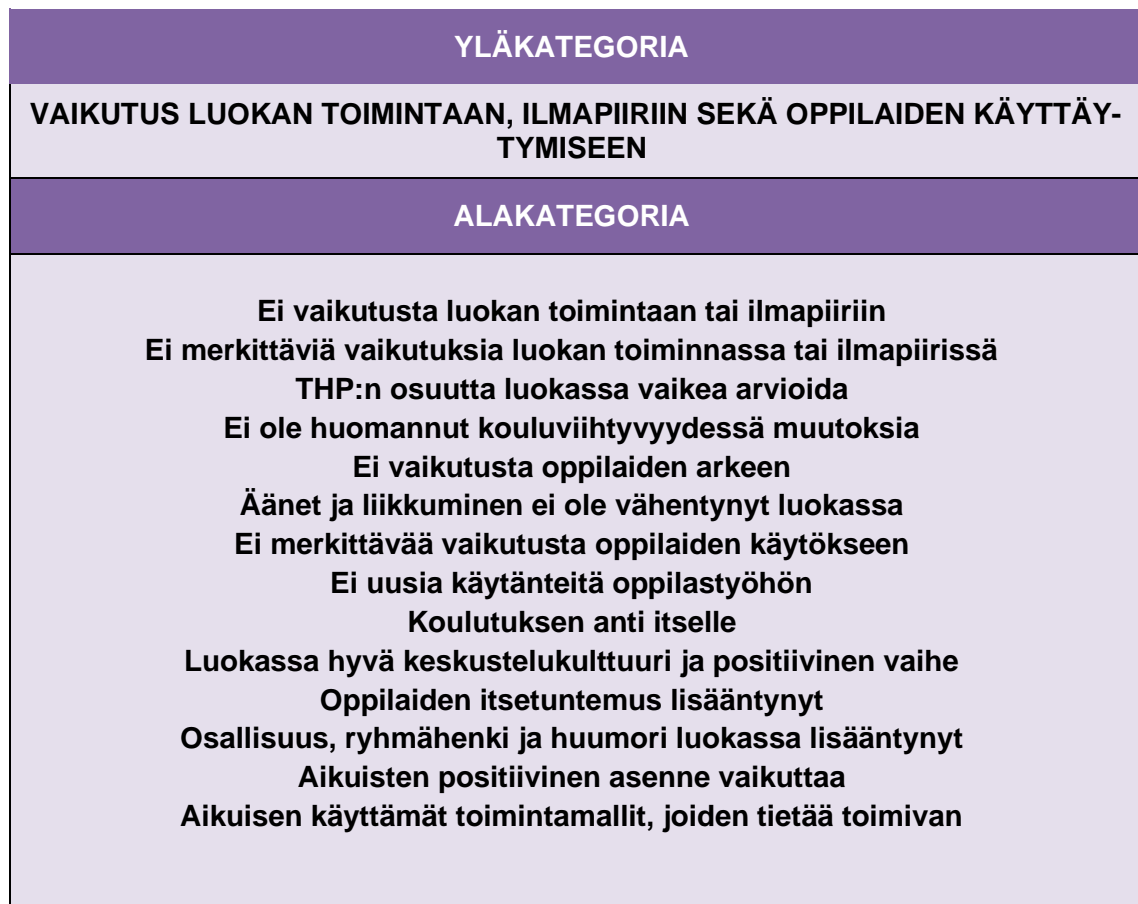 YLÄKATEGORIA
VAIKUTUS LUOKAN TOIMINTAAN, ILMAPIIRIIN SEKÄ OPPILAIDEN KÄYTTÄY-
TYMISEEN
ALAKATEGORIA
Ei vaikutusta luokan toimintaan tai ilmapiiriin
Ei merkittäviä vaikutuksia luokan toiminnassa tai ilmapiirissä
THP:n osuutta luokassa vaikea arvioida
Ei ole huomannut kouluviihtyvyydessä muutoksia
Ei vaikutusta oppilaiden arkeen
Äänet ja liikkuminen ei ole vähentynyt luokassa
Ei merkittävää vaikutusta oppilaiden käytökseen
Ei uusia käytänteitä oppilastyöhön
Koulutuksen anti itselle
Luokassa hyvä keskustelukulttuuri ja positiivinen vaihe
Oppilaiden itsetuntemus lisääntynyt
Osallisuus, ryhmähenki ja huumori luokassa lisääntynyt
Aikuisten positiivinen asenne vaikuttaa
Aikuisen käyttämät toimintamallit, joiden tietää toimivan